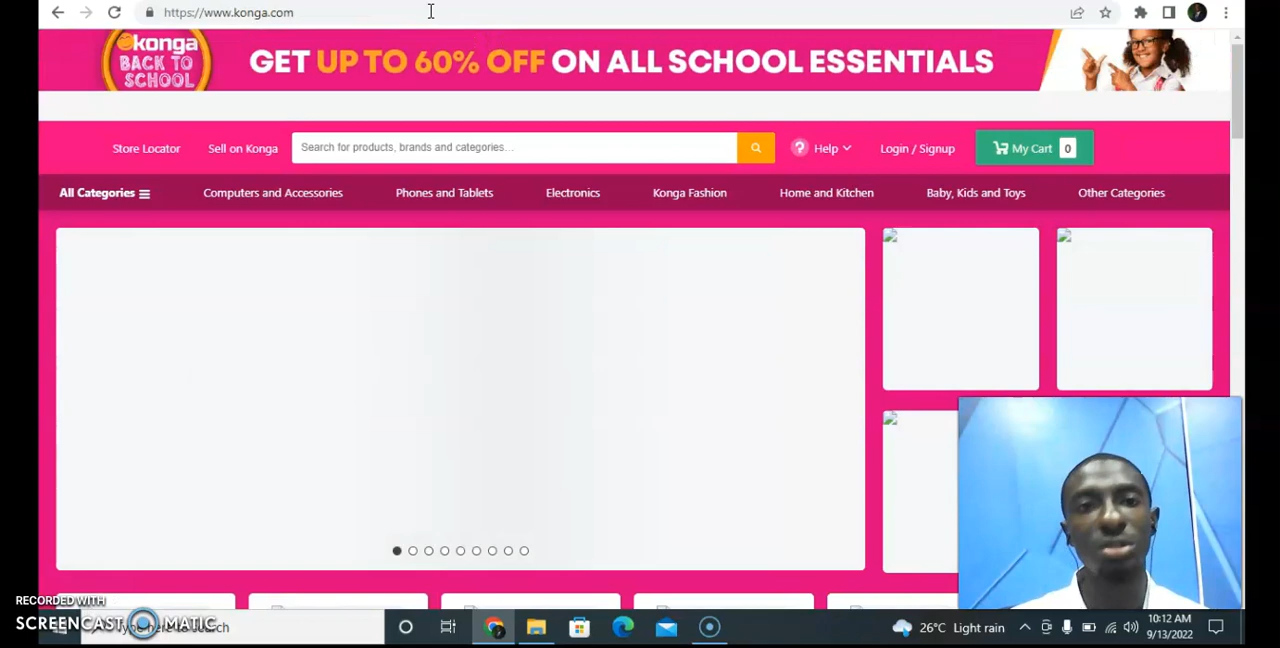 https://www.konga.com
konga
BACK TO
SCHOOL
GET UP TO 60% OFF ON ALL SCHOOL ESSENTIALS
Store Locator
Sell on Konga
Search for products, brands and categories...
Help
Login / Signup
My Cart 0
All Categories
Computers and Accessories
Phones and Tablets
Electronics
Konga Fashion
Home and Kitchen
Baby, Kids and Toys
Other Categories
RECORDED WITH
SCREENCAST MATIC
here to search
26°C Light rain
10:12 AM
9/13/2022